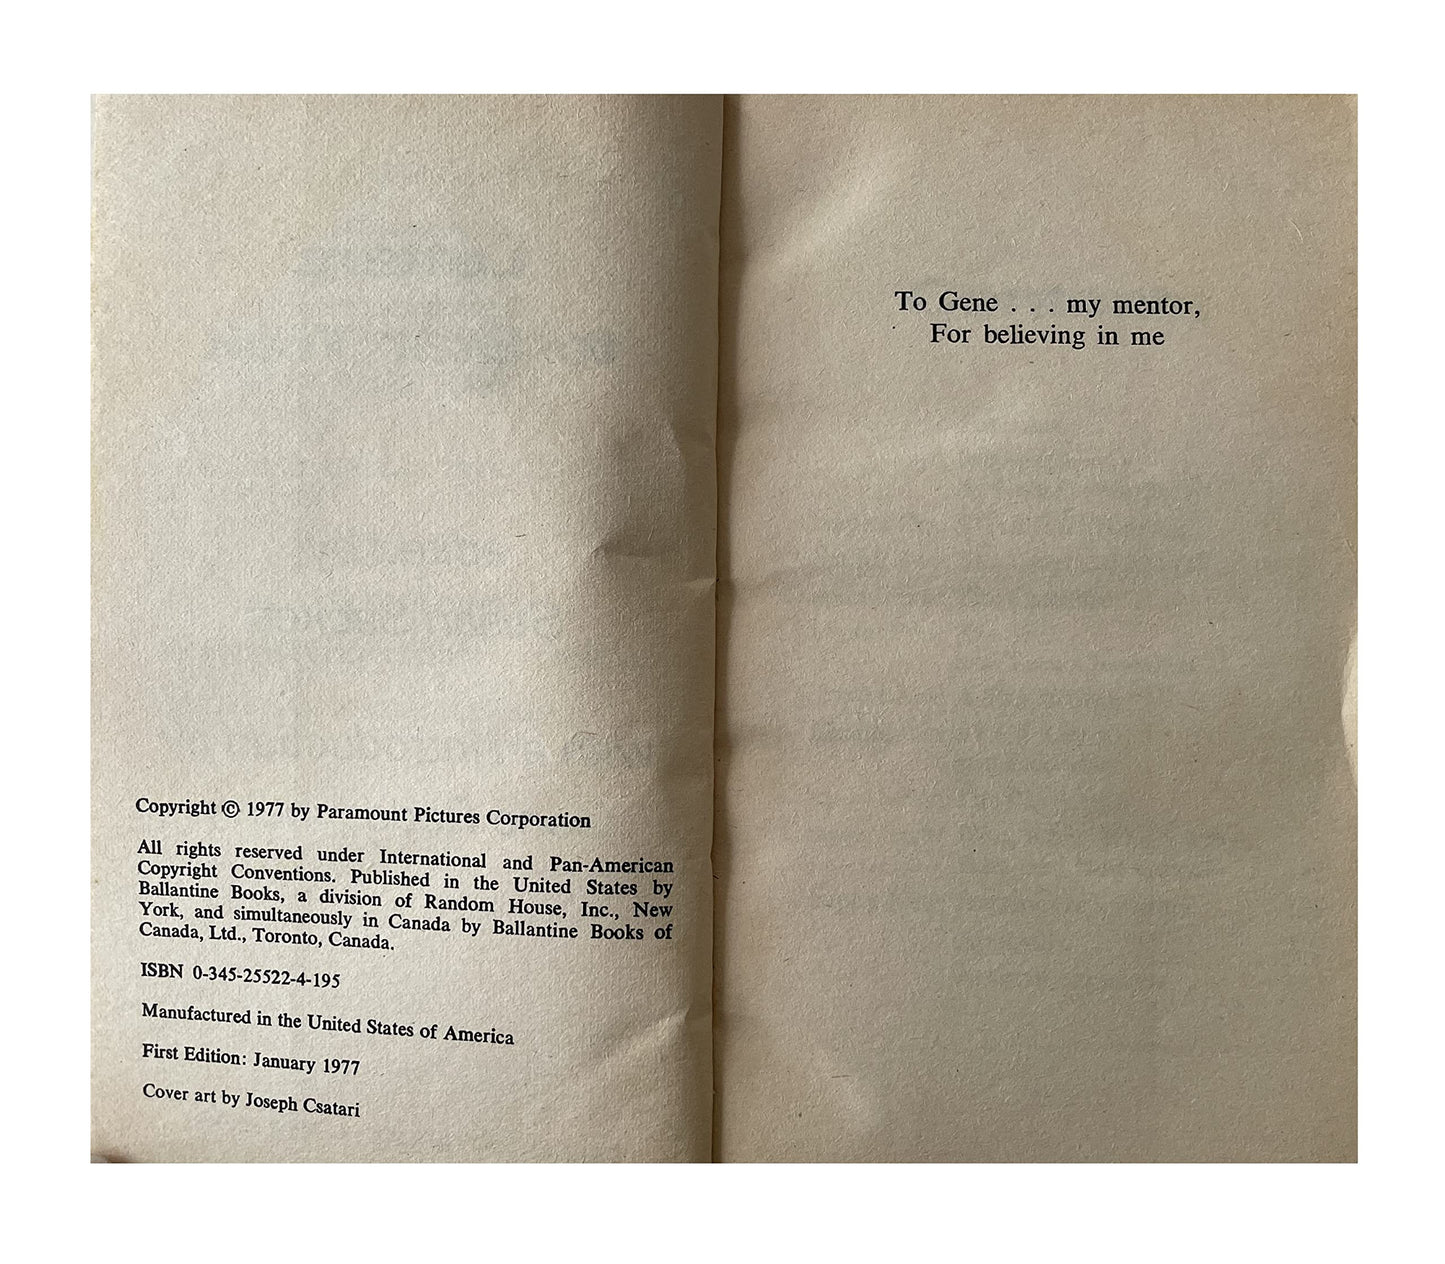 Copyright © 1977 by Paramount Pictures Corporation
All rights reserved under International and Pan-American
Copyright Conventions. Published in the United States by
Ballantine Books, a division of Random House, Inc., New
York, and simultaneously in Canada by Ballantine Books of
Canada, Ltd., Toronto, Canada.
ISBN 0-345-25522-4-195
Manufactured in the United States of America
First Edition: January 1977
Cover art by Joseph Csatari
To Gene . . . my mentor,
For believing in me